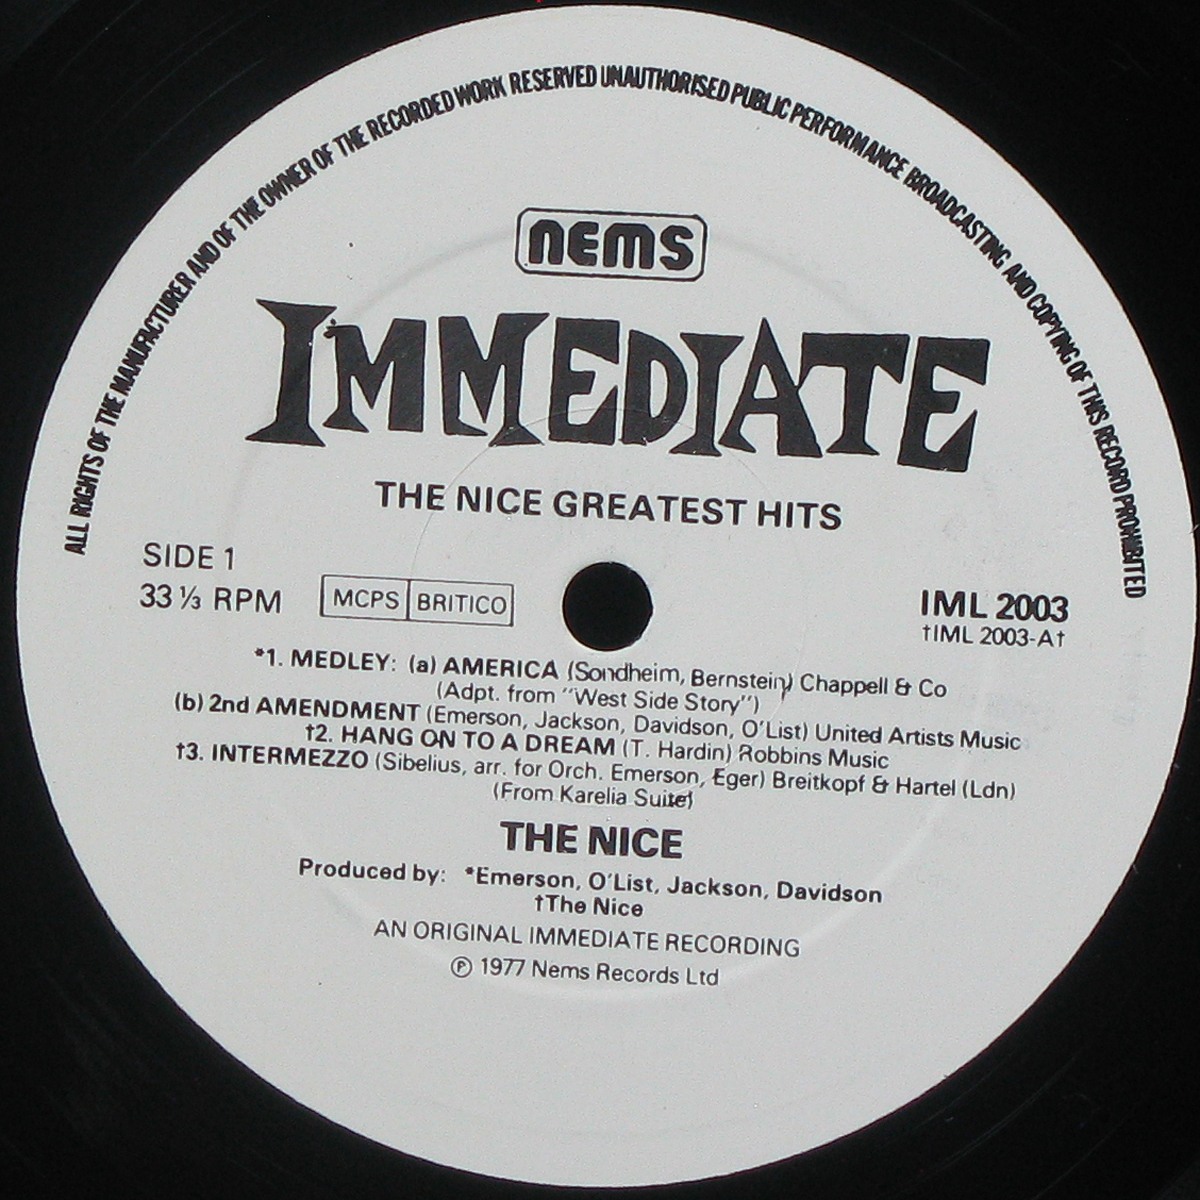 ALL RIGHTS OF THE MANUFACTURER AND OF THE OWNER OF THE RECORDED WORK RESERVED UNAUTHORISED PUBLIC PERFORMANCE BROADCASTING AND COPYING OF THIS RECORD PROHIBITED
nems
IMMEDIATE
THE NICE GREATEST HITS
SIDE 1
33 ⅓ RPM
MCPS BRITICO
IML 2003
†IML 2003-A†
*1. MEDLEY: (a) AMERICA (Sondheim, Bernstein) Chappell & Co
(Adpt. from "West Side Story")
(b) 2nd AMENDMENT (Emerson, Jackson, Davidson, O'List) United Artists Music
†2. HANG ON TO A DREAM (T. Hardin) Robbins Music
†3. INTERMEZZO (Sibelius, arr. for Orch. Emerson, Eger) Breitkopf & Hartel (Ldn)
(From Karelia Suite)
THE NICE
Produced by: *Emerson, O'List, Jackson, Davidson
†The Nice
AN ORIGINAL IMMEDIATE RECORDING
℗ 1977 Nems Records Ltd